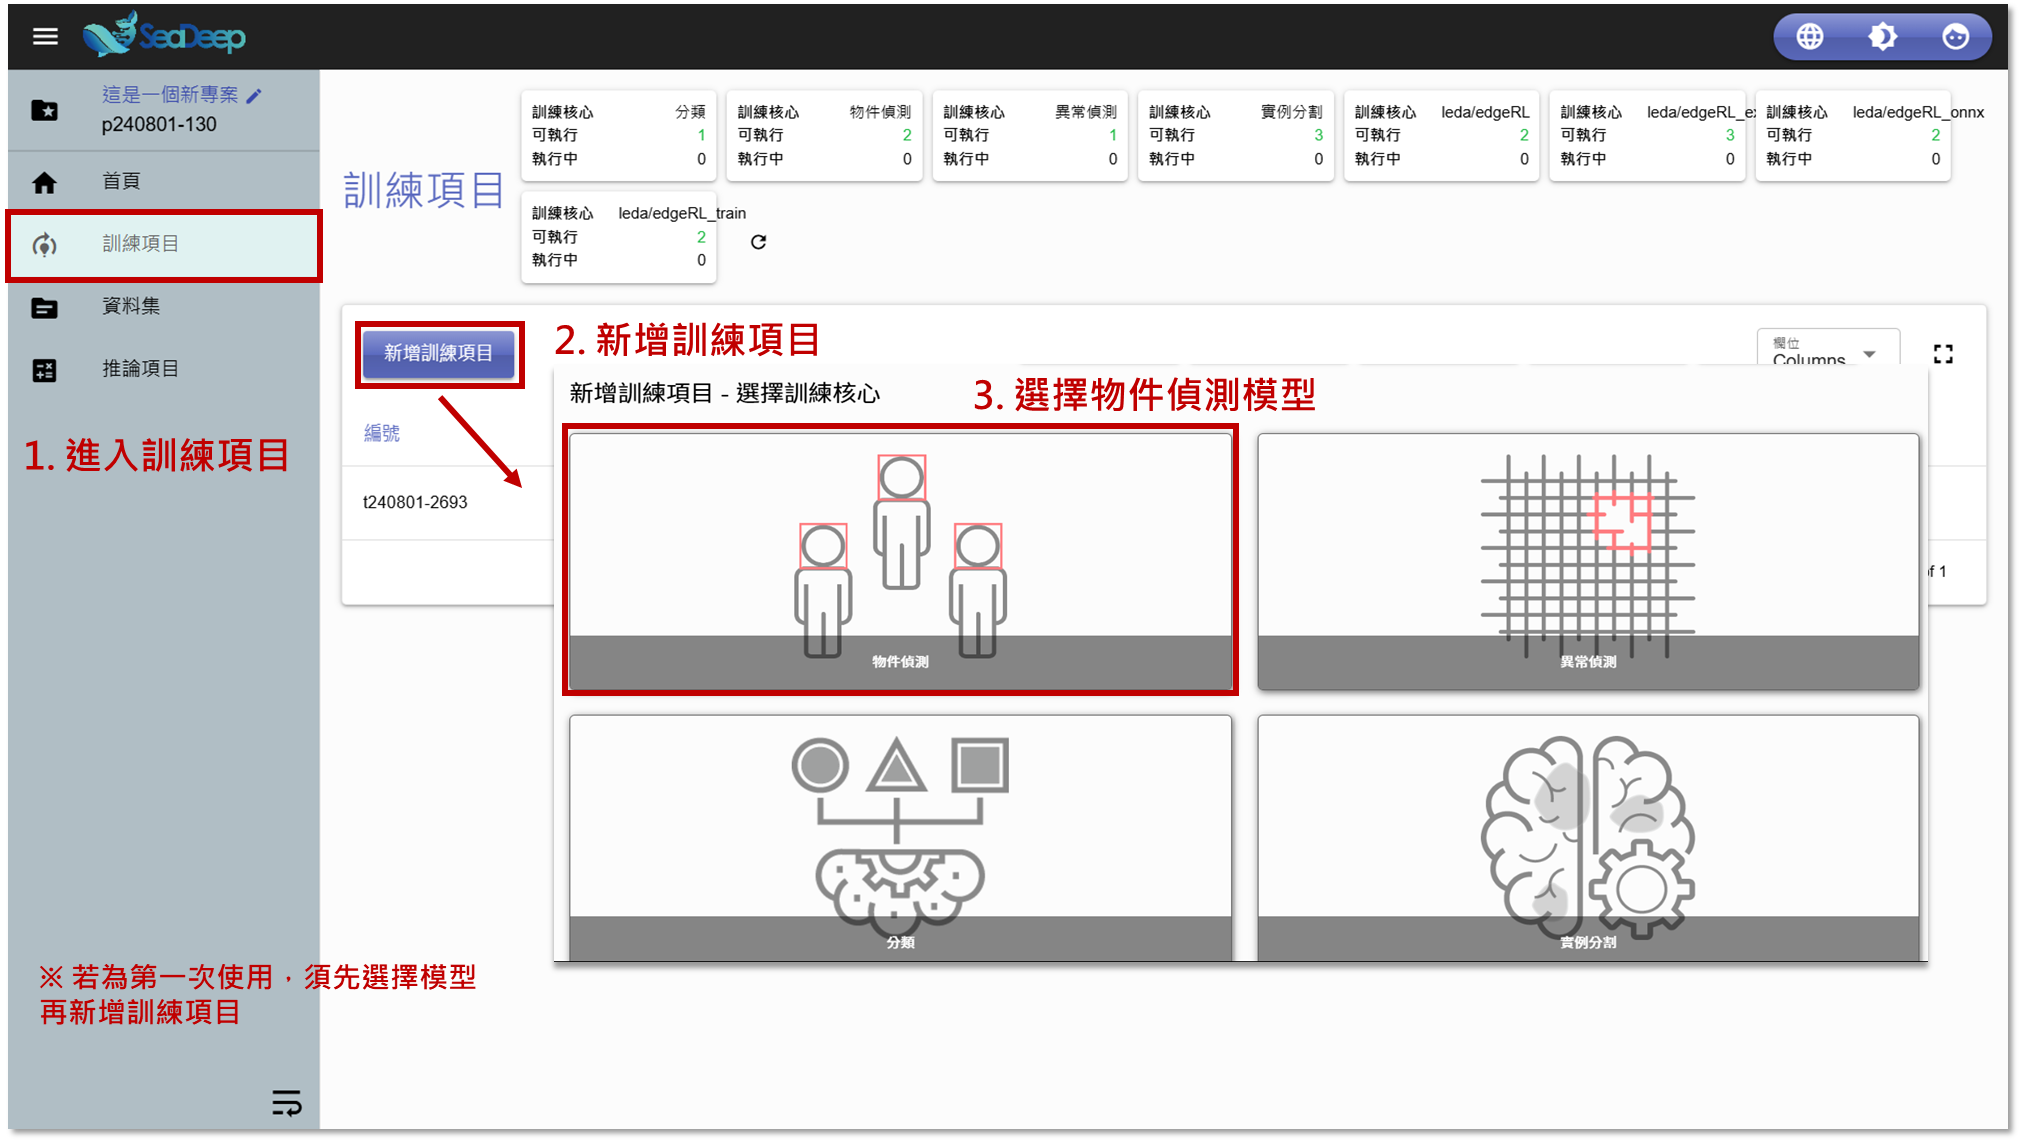 SeaDeep
這是一個新專案
p240801-130
首頁
訓練項目
資料集
推論項目
1. 進入訓練項目
※ 若為第一次使用，須先選擇模型
再新增訓練項目
訓練項目
訓練核心 分類
可執行 1
執行中 0
訓練核心 物件偵測
可執行 2
執行中 0
訓練核心 異常偵測
可執行 1
執行中 0
訓練核心 實例分割
可執行 3
執行中 0
訓練核心 leda/edgeRL
可執行 2
執行中 0
訓練核心 leda/edgeRL_e
可執行 3
執行中 0
訓練核心 leda/edgeRL_onnx
可執行 2
執行中 0
訓練核心 leda/edgeRL_train
可執行 2
執行中 0
新增訓練項目
2. 新增訓練項目
欄位
Columns
編號
t240801-2693
of 1
新增訓練項目 - 選擇訓練核心
3. 選擇物件偵測模型
物件偵測
異常偵測
分類
實例分割